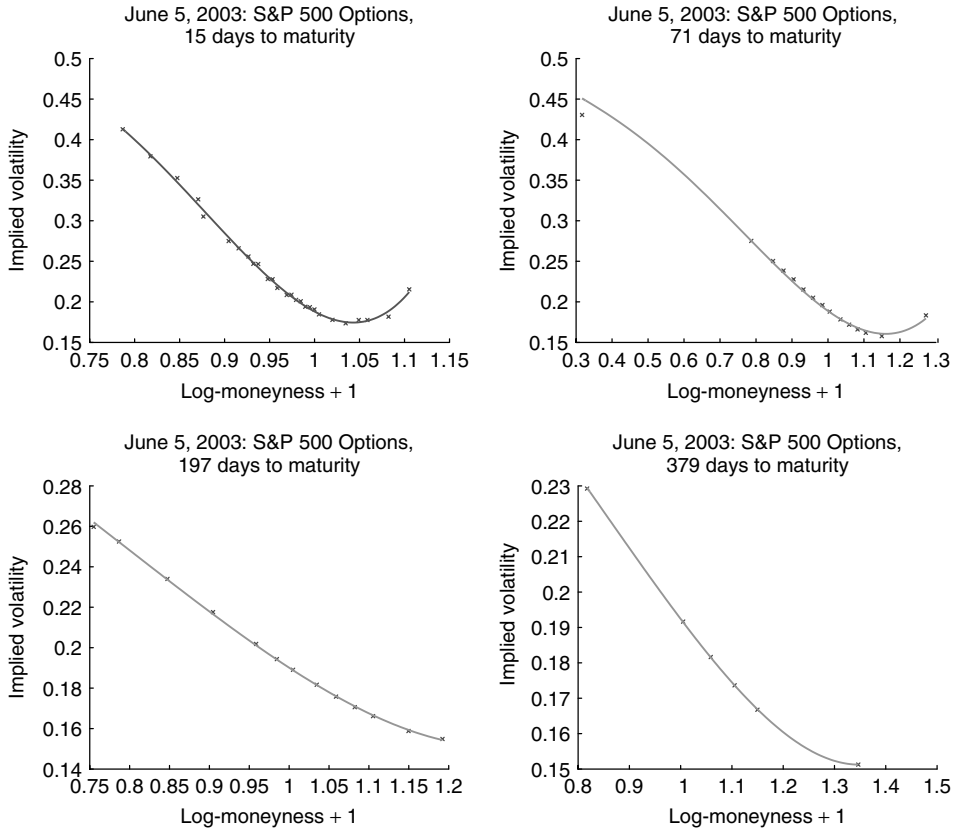 June 5, 2003: S&P 500 Options,
15 days to maturity
0.5
0.45
0.4
0.35
0.3
0.25
0.2
0.15
Implied volatility
0.75 0.8 0.85 0.9 0.95 1 1.05 1.1 1.15
Log-moneyness + 1
June 5, 2003: S&P 500 Options,
71 days to maturity
0.5
0.45
0.4
0.35
0.3
0.25
0.2
0.15
Implied volatility
0.3 0.4 0.5 0.6 0.7 0.8 0.9 1 1.1 1.2 1.3
Log-moneyness + 1
June 5, 2003: S&P 500 Options,
197 days to maturity
0.28
0.26
0.24
0.22
0.2
0.18
0.16
0.14
Implied volatility
0.75 0.8 0.85 0.9 0.95 1 1.05 1.1 1.15 1.2
Log-moneyness + 1
June 5, 2003: S&P 500 Options,
379 days to maturity
0.23
0.22
0.21
0.2
0.19
0.18
0.17
0.16
0.15
Implied volatility
0.8 0.9 1 1.1 1.2 1.3 1.4 1.5
Log-moneyness + 1